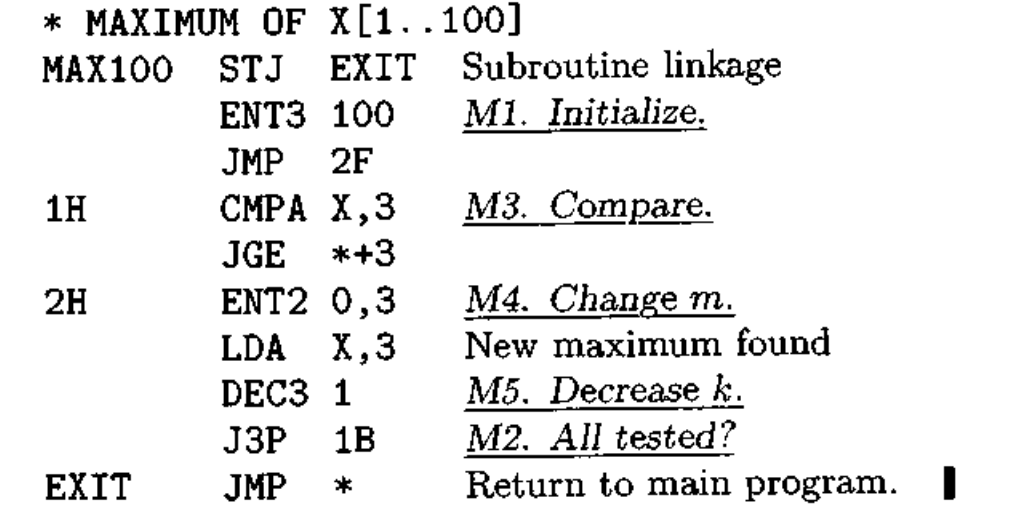 * MAXIMUM OF X[1..100]
MAX100 STJ EXIT Subroutine linkage
ENT3 100 M1. Initialize.
JMP 2F
1H CMPA X,3 M3. Compare.
JGE *+3
2H ENT2 0,3 M4. Change m.
LDA X,3 New maximum found
DEC3 1 M5. Decrease k.
J3P 1B M2. All tested?
EXIT JMP * Return to main program. ▮